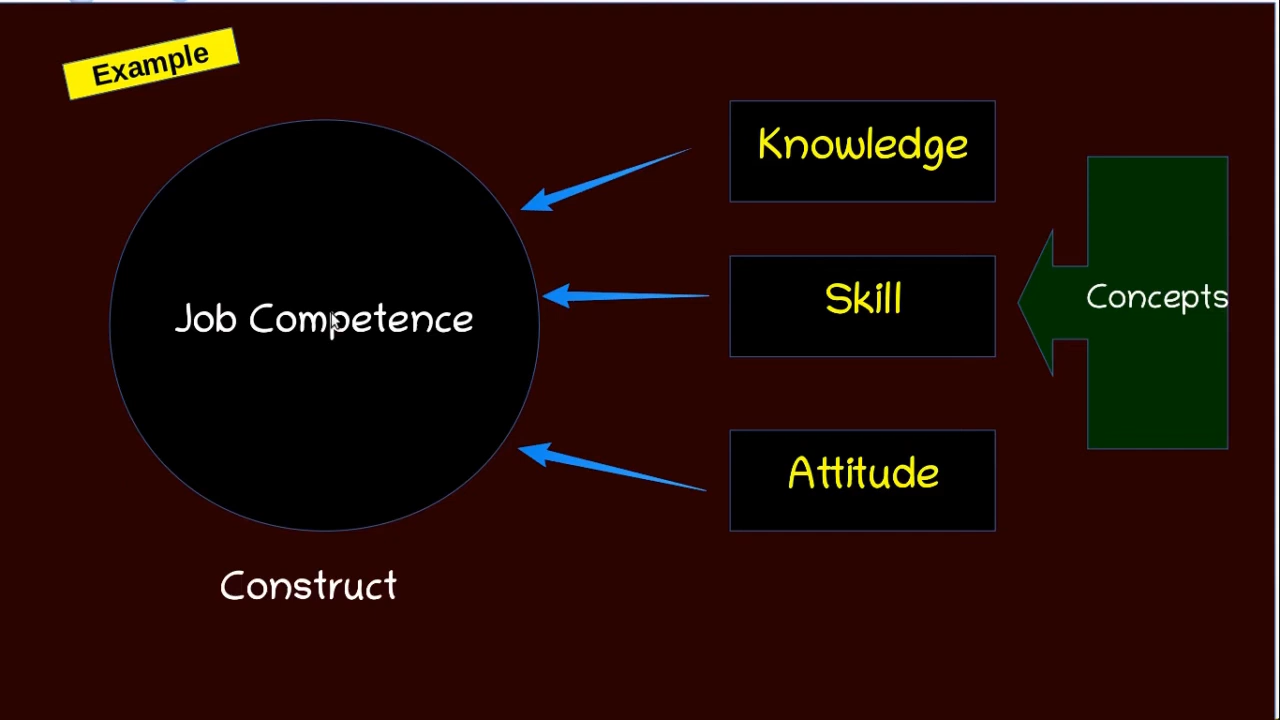 Example
Knowledge
Skill
Concepts
Job Competence
Attitude
Construct